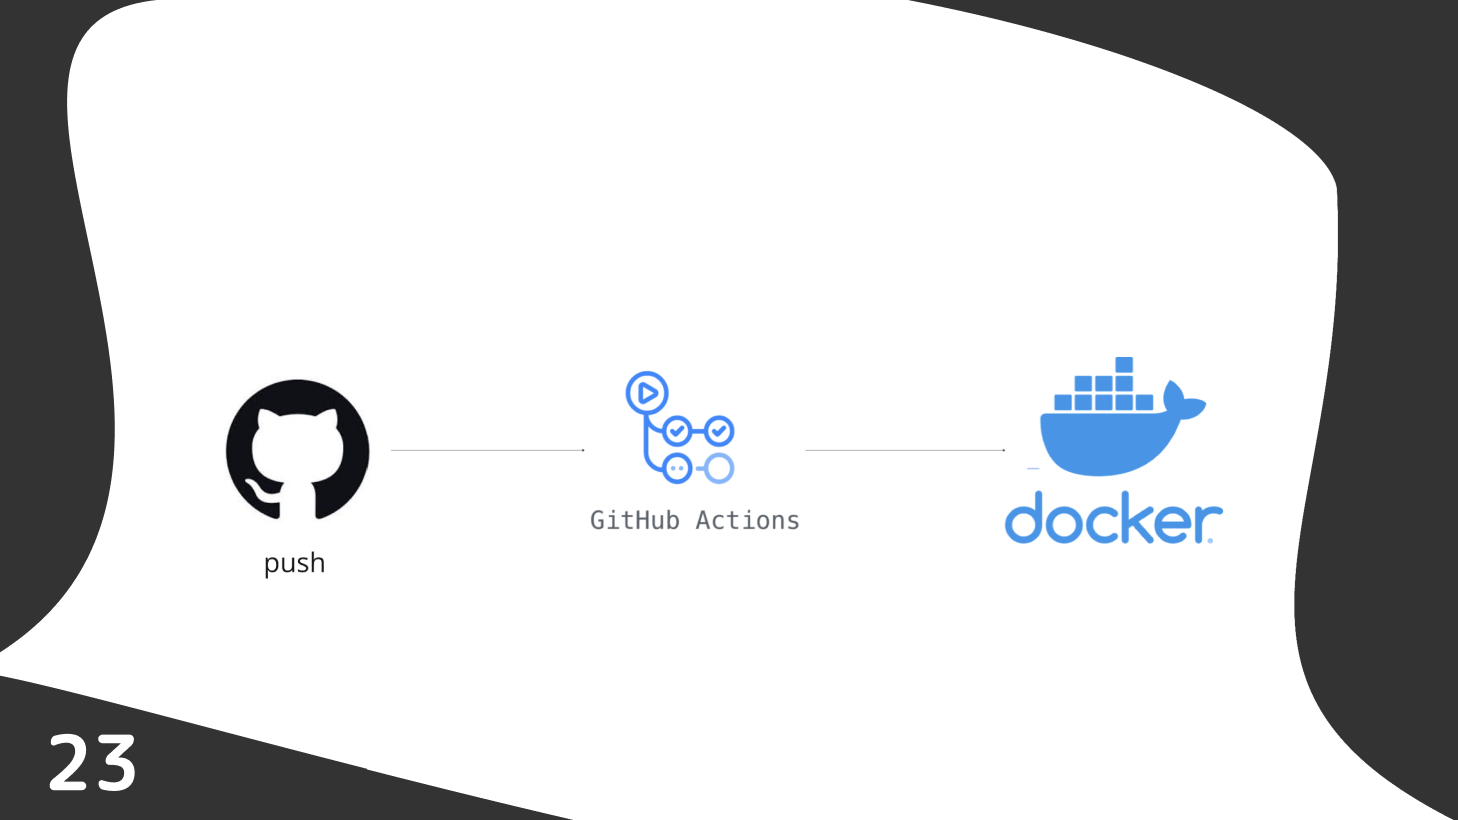 push
GitHub Actions
docker
23